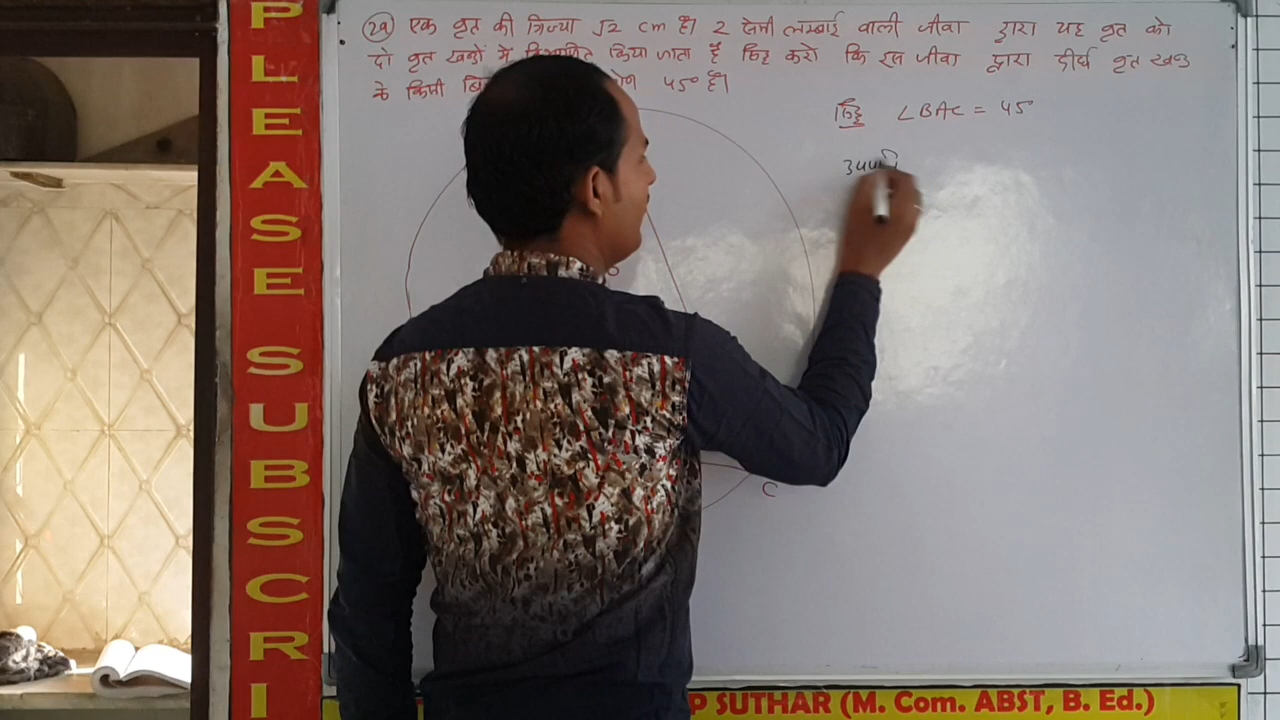 PLEASE SUBSCRI
(29) एक वृत की त्रिज्या √2 cm है। 2 सेमी लम्बाई वाली जीवा द्वारा यह वृत को
दो वृत खण्डों में किया जाता है सिद्ध करो कि इस जीवा द्वारा दीर्घ वृत खण्ड
के किसी 45° है।
सिद्ध ∠BAC = 45°
C
P SUTHAR (M. Com. ABST, B. Ed.)